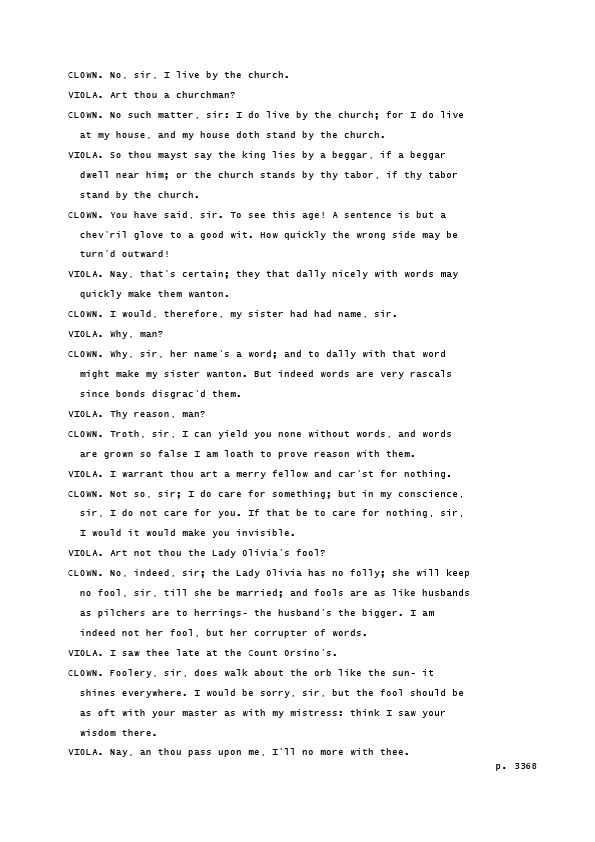 CLOWN. No, sir, I live by the church.
VIOLA. Art thou a churchman?
CLOWN. No such matter, sir: I do live by the church; for I do live
at my house, and my house doth stand by the church.
VIOLA. So thou mayst say the king lies by a beggar, if a beggar
dwell near him; or the church stands by thy tabor, if thy tabor
stand by the church.
CLOWN. You have said, sir. To see this age! A sentence is but a
chev'ril glove to a good wit. How quickly the wrong side may be
turn'd outward!
VIOLA. Nay, that's certain; they that dally nicely with words may
quickly make them wanton.
CLOWN. I would, therefore, my sister had had name, sir.
VIOLA. Why, man?
CLOWN. Why, sir, her name's a word; and to dally with that word
might make my sister wanton. But indeed words are very rascals
since bonds disgrac'd them.
VIOLA. Thy reason, man?
CLOWN. Troth, sir, I can yield you none without words, and words
are grown so false I am loath to prove reason with them.
VIOLA. I warrant thou art a merry fellow and car'st for nothing.
CLOWN. Not so, sir; I do care for something; but in my conscience,
sir, I do not care for you. If that be to care for nothing, sir,
I would it would make you invisible.
VIOLA. Art not thou the Lady Olivia's fool?
CLOWN. No, indeed, sir; the Lady Olivia has no folly; she will keep
no fool, sir, till she be married; and fools are as like husbands
as pilchers are to herrings- the husband's the bigger. I am
indeed not her fool, but her corrupter of words.
VIOLA. I saw thee late at the Count Orsino's.
CLOWN. Foolery, sir, does walk about the orb like the sun- it
shines everywhere. I would be sorry, sir, but the fool should be
as oft with your master as with my mistress: think I saw your
wisdom there.
VIOLA. Nay, an thou pass upon me, I'll no more with thee.
p. 3368